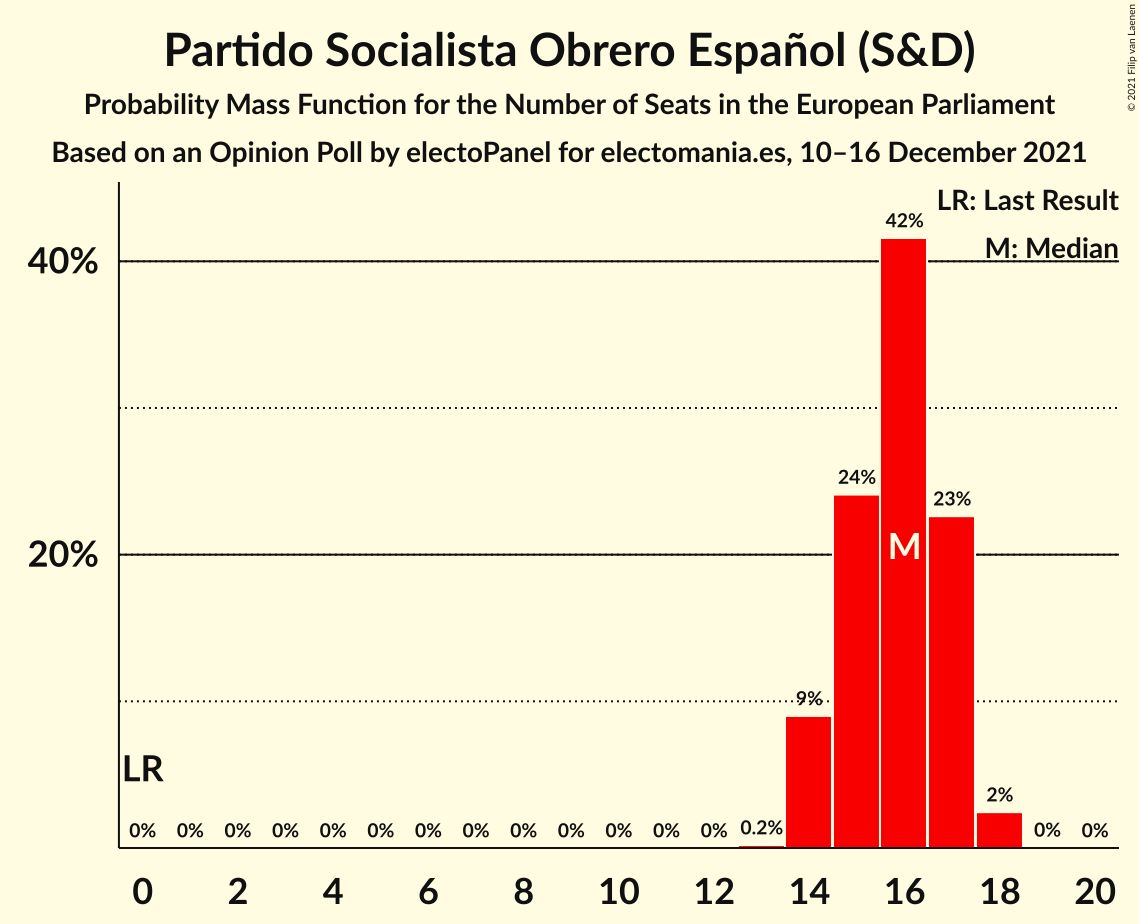 Partido Socialista Obrero Español (S&D)
Probability Mass Function for the Number of Seats in the European Parliament
Based on an Opinion Poll by electoPanel for electomania.es, 10–16 December 2021
© 2021 Filip van Laenen
LR: Last Result
M: Median
40%
20%
42%
24%
23%
M
9%
LR
2%
0% 0% 0% 0% 0% 0% 0% 0% 0% 0% 0% 0% 0% 0.2% 0% 0%
0 2 4 6 8 10 12 14 16 18 20